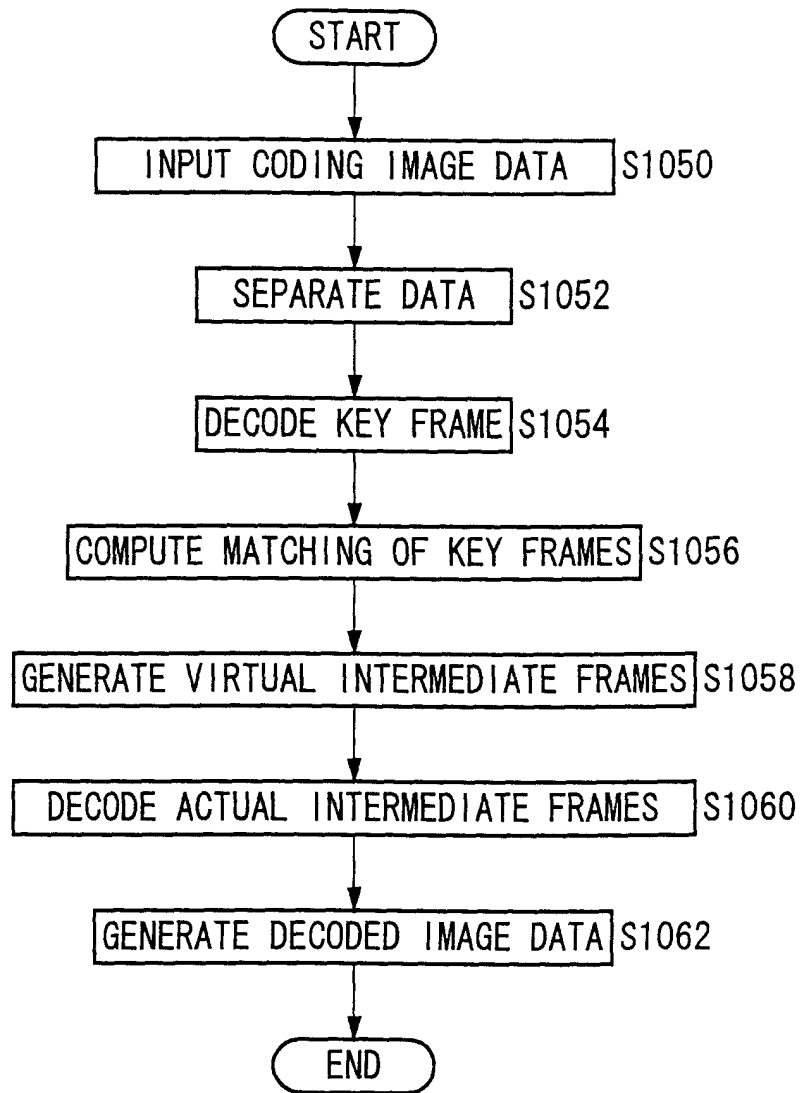 START
INPUT CODING IMAGE DATA S1050
SEPARATE DATA S1052
DECODE KEY FRAME S1054
COMPUTE MATCHING OF KEY FRAMES S1056
GENERATE VIRTUAL INTERMEDIATE FRAMES S1058
DECODE ACTUAL INTERMEDIATE FRAMES S1060
GENERATE DECODED IMAGE DATA S1062
END